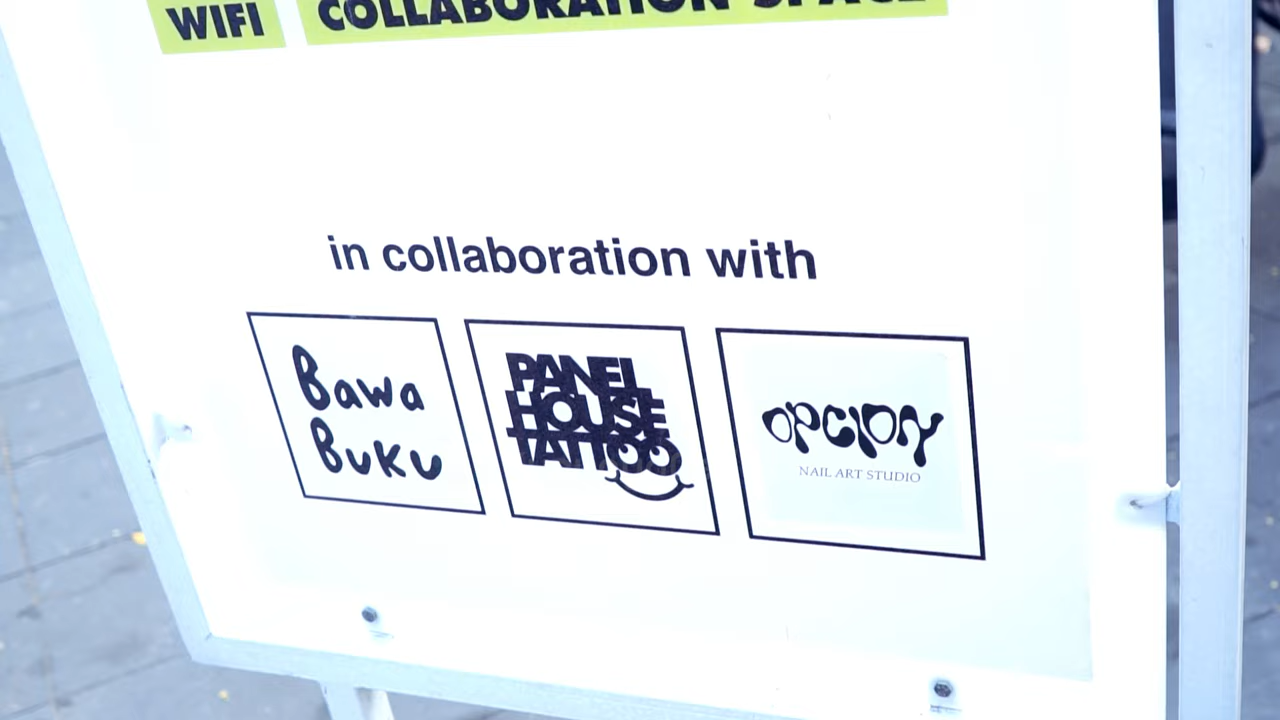 WIFI COLLABORATION SPACE
in collaboration with
Bawa
Buku
PANEL
HOUSE
TATTOO
OPCION
NAIL ART STUDIO